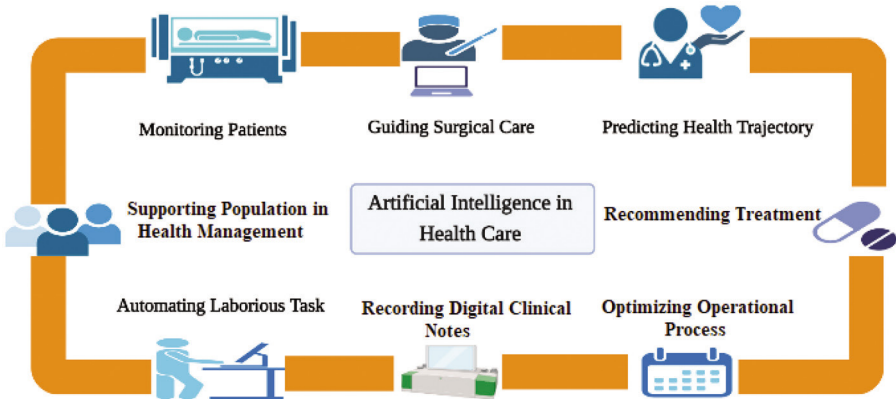 Monitoring Patients
Guiding Surgical Care
Predicting Health Trajectory
Supporting Population in
Health Management
Artificial Intelligence in
Health Care
Recommending Treatment
Automating Laborious Task
Recording Digital Clinical
Notes
Optimizing Operational
Process